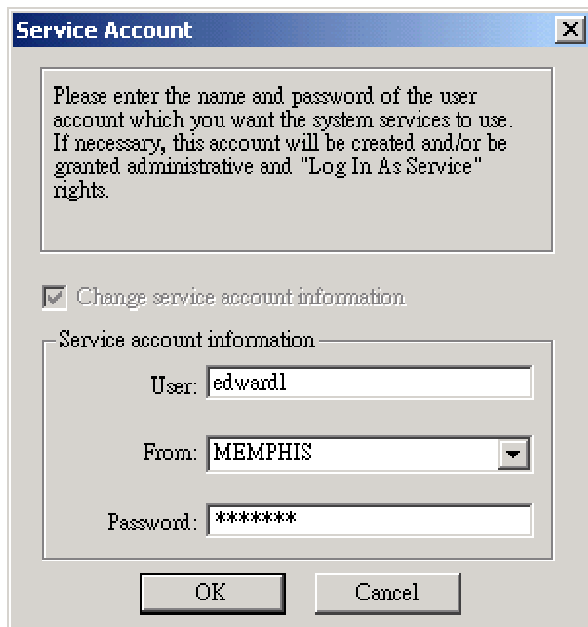 Service Account
Please enter the name and password of the user
account which you want the system services to use.
If necessary, this account will be created and/or be
granted administrative and "Log In As Service"
rights.
Change service account information
Service account information
User: edwardl
From: MEMPHIS
Password: *******
OK Cancel